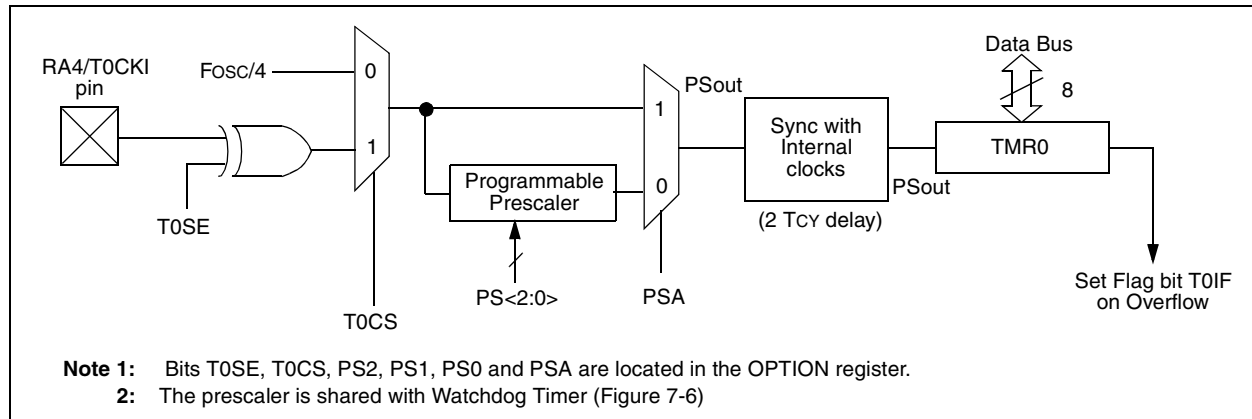 RA4/T0CKI
pin
FOSC/4
0
1
T0SE
T0CS
Programmable
Prescaler
PS<2:0>
1
0
PSA
PSout
Sync with
Internal
clocks
(2 TCY delay)
PSout
Data Bus
8
TMR0
Set Flag bit T0IF
on Overflow
Note 1: Bits T0SE, T0CS, PS2, PS1, PS0 and PSA are located in the OPTION register.
2: The prescaler is shared with Watchdog Timer (Figure 7-6)